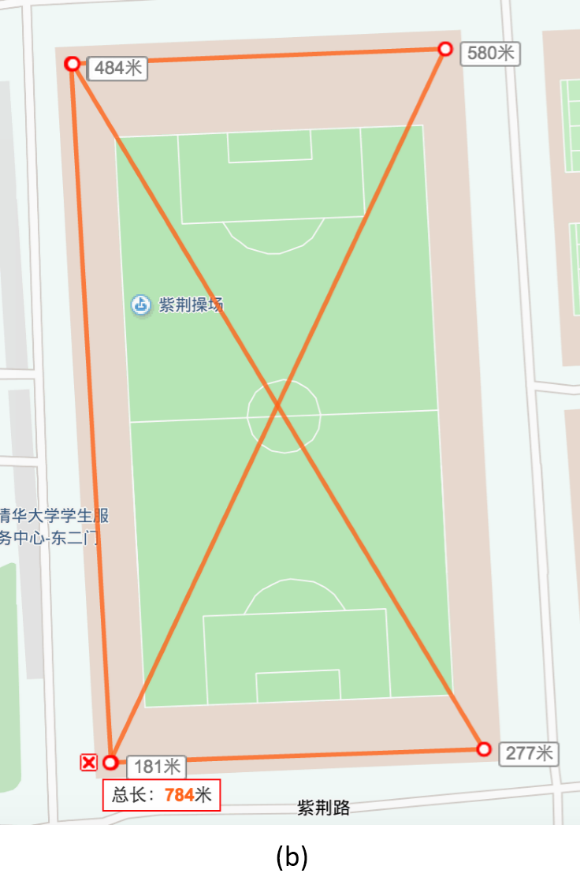 484米
580米
紫荆操场
清华大学学生服
务中心-东二门
181米
277米
总长：784米
紫荆路
(b)